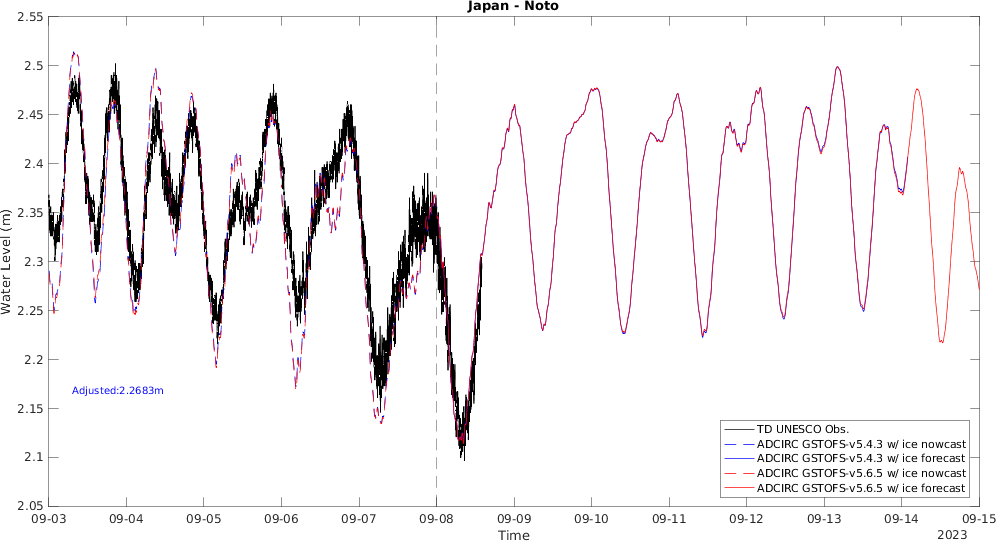 Japan - Noto
2.55
2.5
2.45
2.4
2.35
2.3
2.25
2.2
2.15
2.1
2.05
Water Level (m)
Adjusted:2.2683m
TD UNESCO Obs.
ADCIRC GSTOFS-v5.4.3 w/ ice nowcast
ADCIRC GSTOFS-v5.4.3 w/ ice forecast
ADCIRC GSTOFS-v5.6.5 w/ ice nowcast
ADCIRC GSTOFS-v5.6.5 w/ ice forecast
09-03 09-04 09-05 09-06 09-07 09-08 09-09 09-10 09-11 09-12 09-13 09-14 09-15
Time
2023